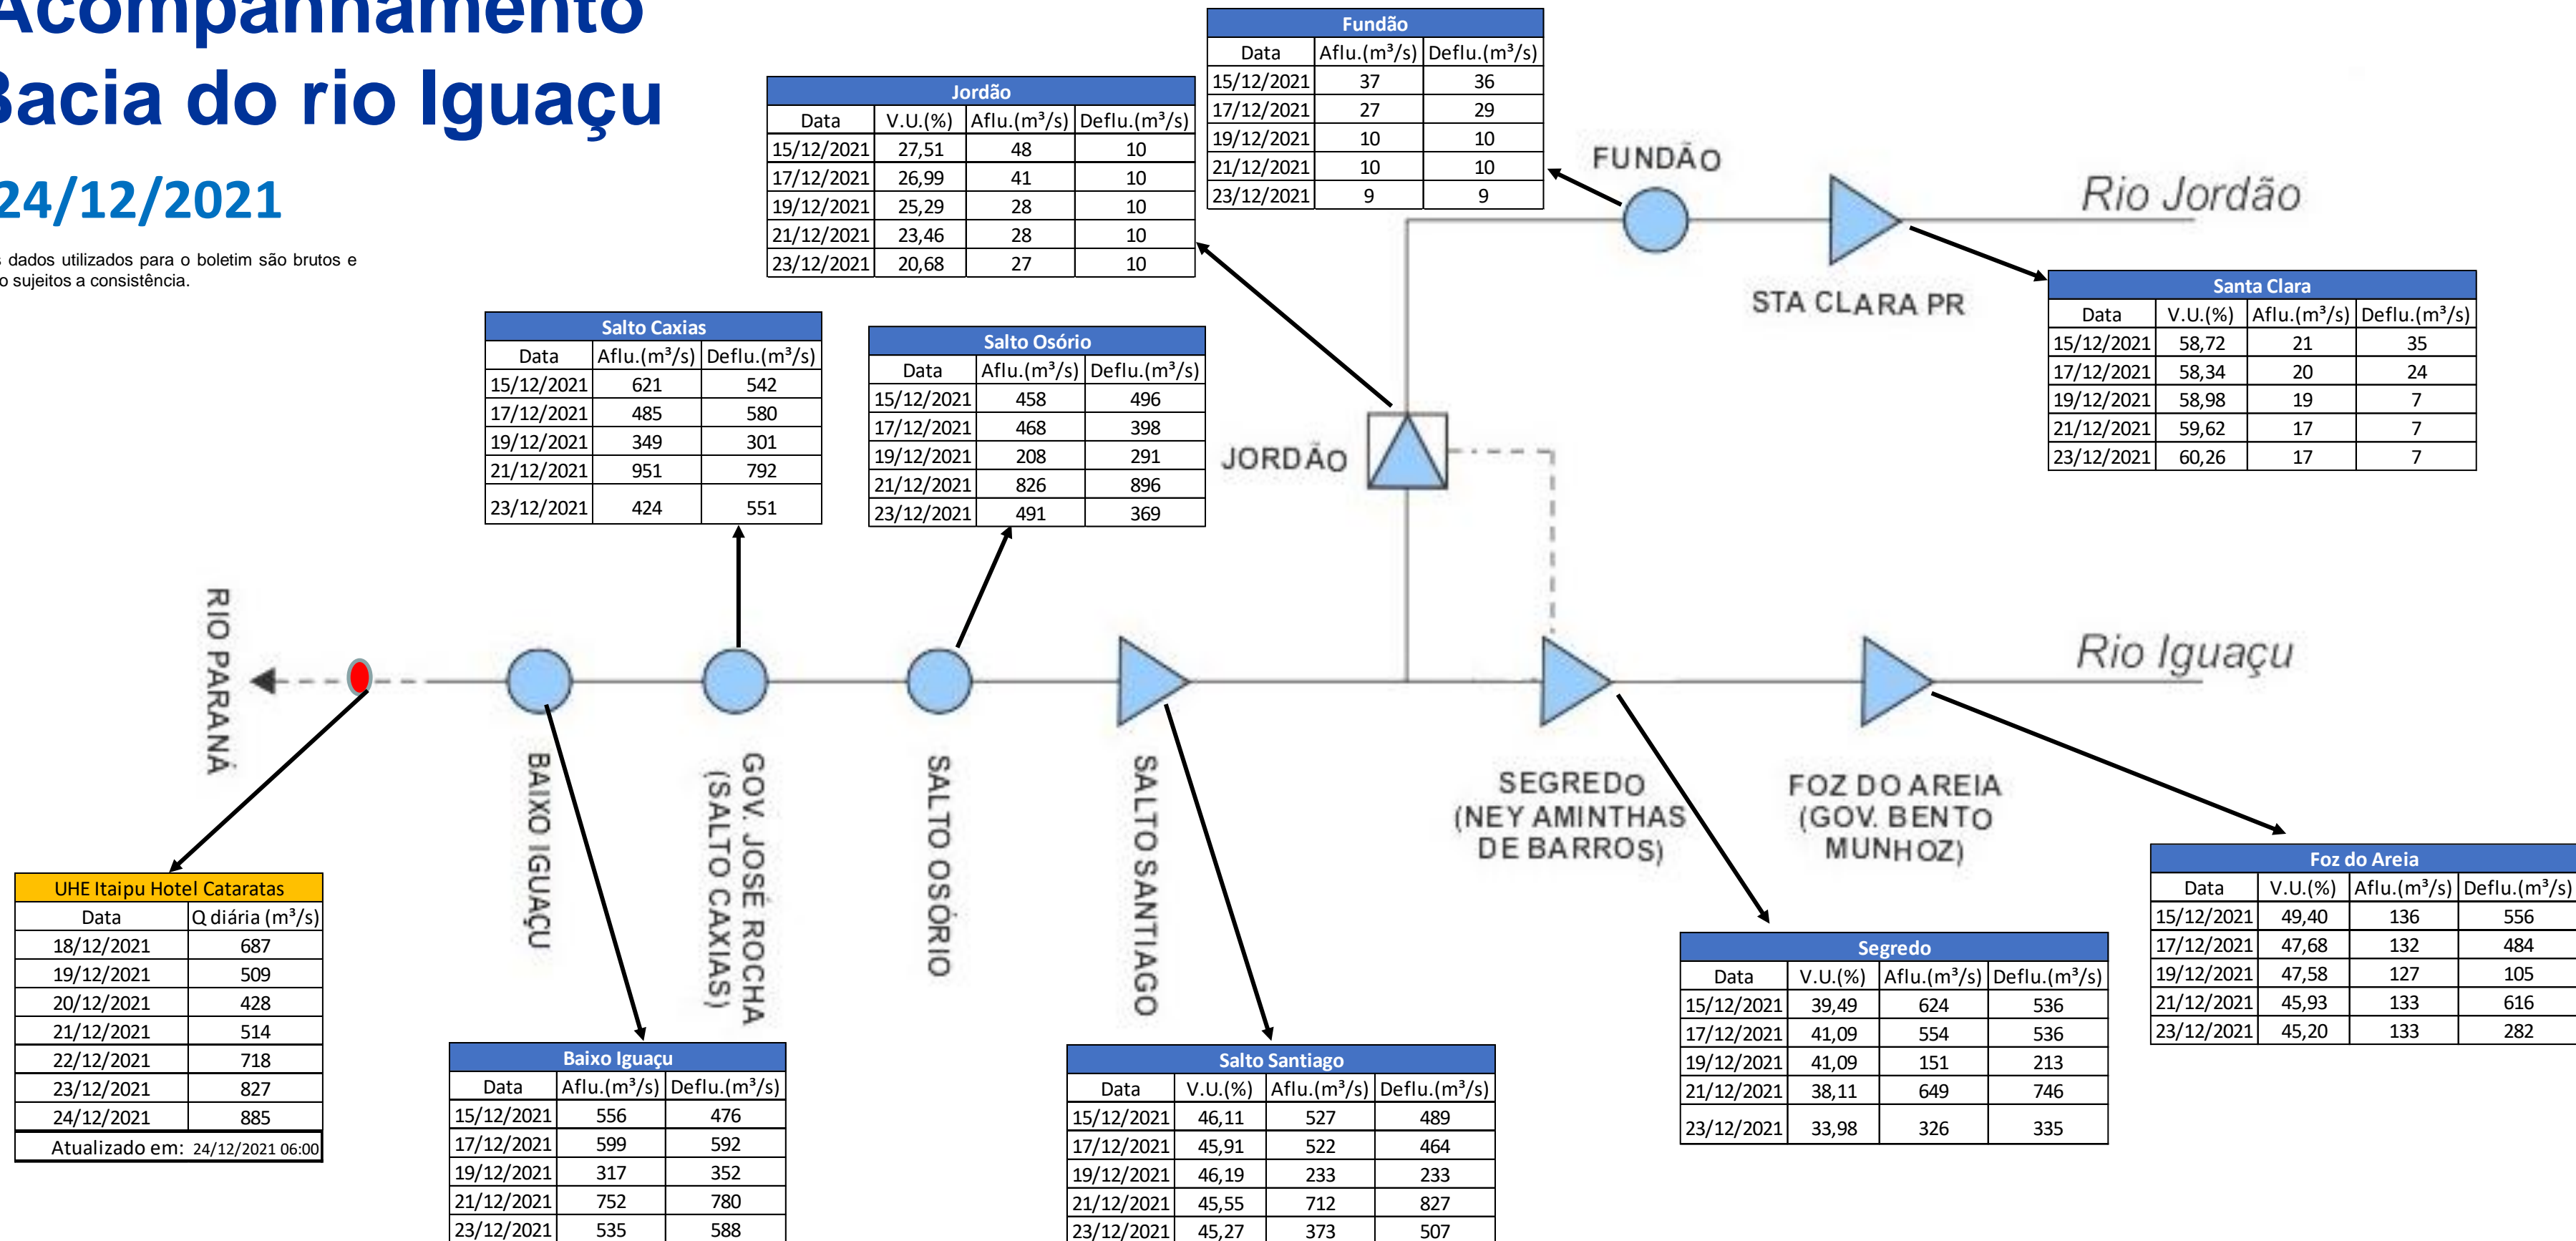 Acompanhamento
Bacia do rio Iguaçu
24/12/2021
dados utilizados para o boletim são brutos e
sujeitos a consistência.
Fundão
Data Aflu.(m³/s) Deflu.(m³/s)
15/12/2021 37 36
17/12/2021 27 29
19/12/2021 10 10
21/12/2021 10 10
23/12/2021 9 9
Jordão
Data V.U.(%) Aflu.(m³/s) Deflu.(m³/s)
15/12/2021 27,51 48 10
17/12/2021 26,99 41 10
19/12/2021 25,29 28 10
21/12/2021 23,46 28 10
23/12/2021 20,68 27 10
FUNDÃO
STA CLARA PR
Rio Jordão
Santa Clara
Data V.U.(%) Aflu.(m³/s) Deflu.(m³/s)
15/12/2021 58,72 21 35
17/12/2021 58,34 20 24
19/12/2021 58,98 19 7
21/12/2021 59,62 17 7
23/12/2021 60,26 17 7
Salto Caxias
Data Aflu.(m³/s) Deflu.(m³/s)
15/12/2021 621 542
17/12/2021 485 580
19/12/2021 349 301
21/12/2021 951 792
23/12/2021 424 551
Salto Osório
Data Aflu.(m³/s) Deflu.(m³/s)
15/12/2021 458 496
17/12/2021 468 398
19/12/2021 208 291
21/12/2021 826 896
23/12/2021 491 369
JORDÃO
RIO PARANÁ
BAIXO IGUAÇU
GOV. JOSÉ ROCHA
(SALTO CAXIAS)
SALTO OSÓRIO
SALTO SANTIAGO
SEGREDO
(NEY AMINTHAS
DE BARROS)
FOZ DO AREIA
(GOV. BENTO
MUNHOZ)
Rio Iguaçu
UHE Itaipu Hotel Cataratas
Data Q diária (m³/s)
18/12/2021 687
19/12/2021 509
20/12/2021 428
21/12/2021 514
22/12/2021 718
23/12/2021 827
24/12/2021 885
Atualizado em: 24/12/2021 06:00
Baixo Iguaçu
Data Aflu.(m³/s) Deflu.(m³/s)
15/12/2021 556 476
17/12/2021 599 592
19/12/2021 317 352
21/12/2021 752 780
23/12/2021 535 588
Salto Santiago
Data V.U.(%) Aflu.(m³/s) Deflu.(m³/s)
15/12/2021 46,11 527 489
17/12/2021 45,91 522 464
19/12/2021 46,19 233 233
21/12/2021 45,55 712 827
23/12/2021 45,27 373 507
Segredo
Data V.U.(%) Aflu.(m³/s) Deflu.(m³/s)
15/12/2021 39,49 624 536
17/12/2021 41,09 554 536
19/12/2021 41,09 151 213
21/12/2021 38,11 649 746
23/12/2021 33,98 326 335
Foz do Areia
Data V.U.(%) Aflu.(m³/s) Deflu.(m³/s)
15/12/2021 49,40 136 556
17/12/2021 47,68 132 484
19/12/2021 47,58 127 105
21/12/2021 45,93 133 616
23/12/2021 45,20 133 282